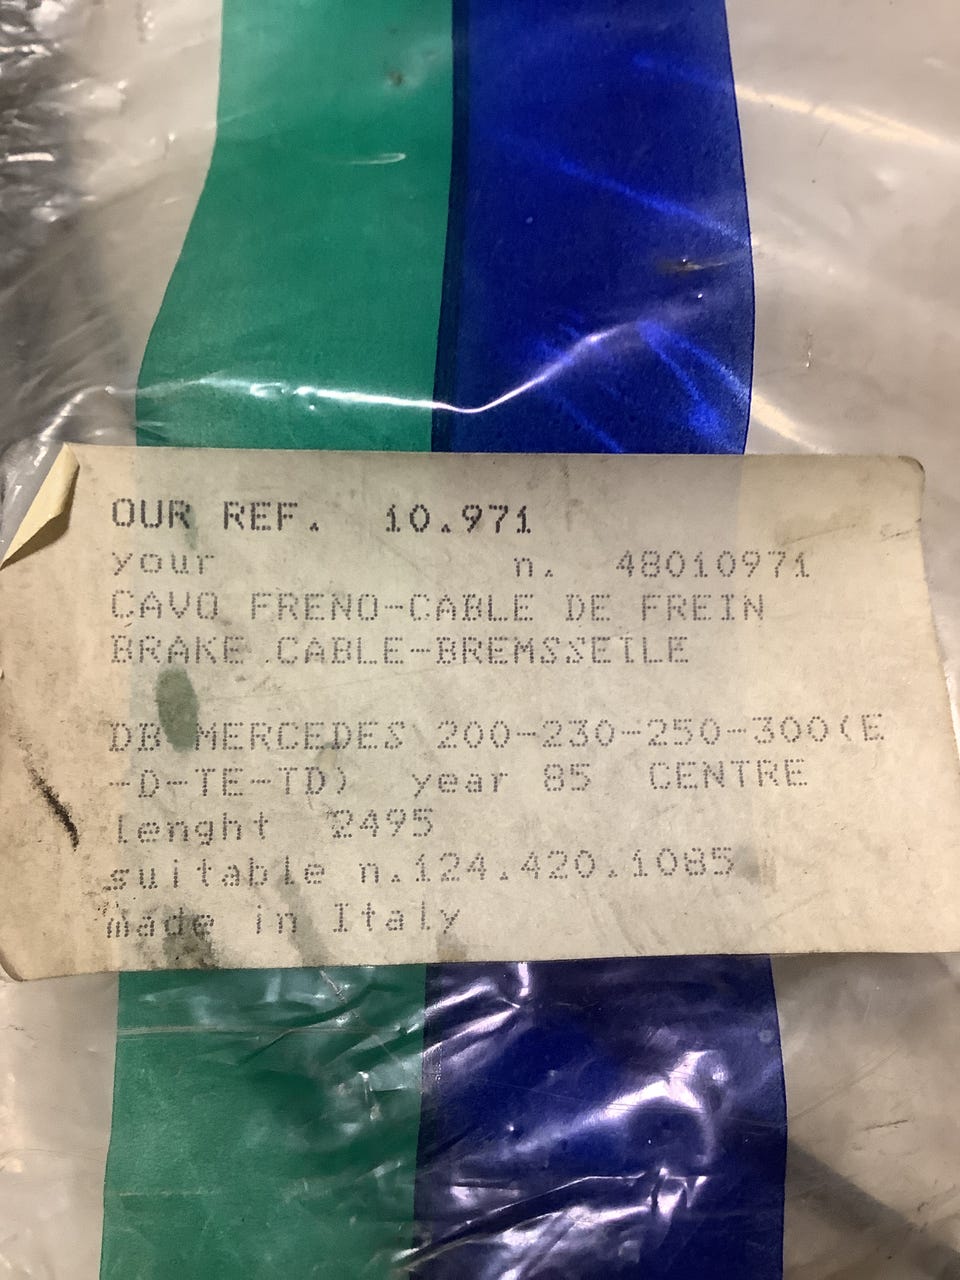 OUR REF. 10.971
your n. 48010971
CAVO FRENO-CABLE DE FREIN
BRAKE CABLE-BREMSSEILE
DB MERCEDES 200-230-250-300(E
-D-TE-TD) year 85 CENTRE
lenght 2495
suitable n.124.420.1085
made in Italy